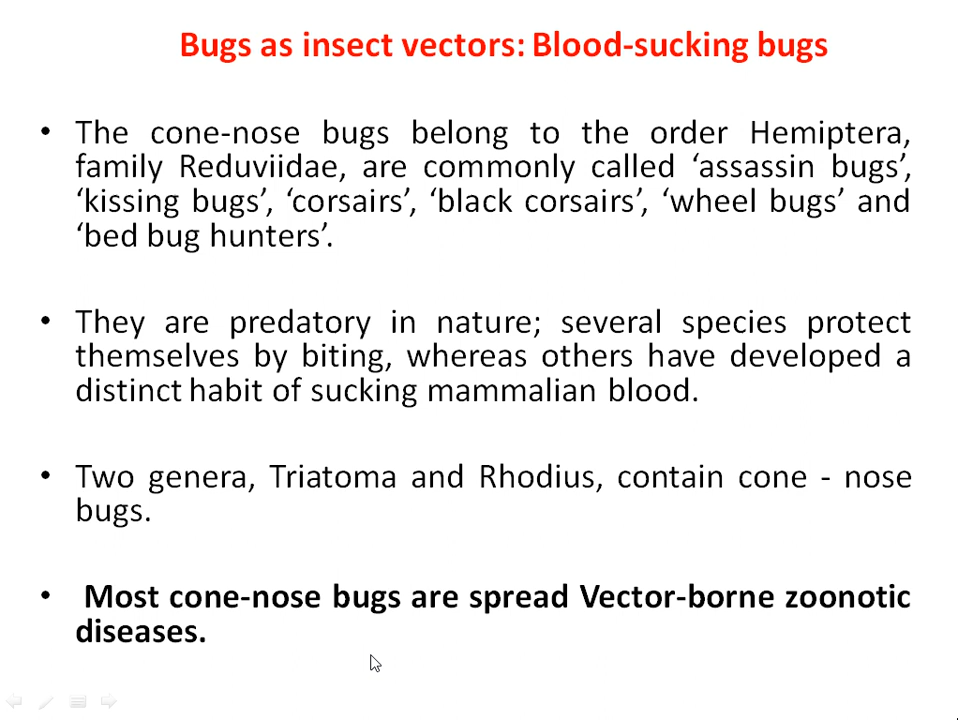 Bugs as insect vectors: Blood-sucking bugs
• The cone-nose bugs belong to the order Hemiptera,
family Reduviidae, are commonly called ‘assassin bugs’,
‘kissing bugs’, ‘corsairs’, ‘black corsairs’, ‘wheel bugs’ and
‘bed bug hunters’.
• They are predatory in nature; several species protect
themselves by biting, whereas others have developed a
distinct habit of sucking mammalian blood.
• Two genera, Triatoma and Rhodius, contain cone - nose
bugs.
• Most cone-nose bugs are spread Vector-borne zoonotic
diseases.